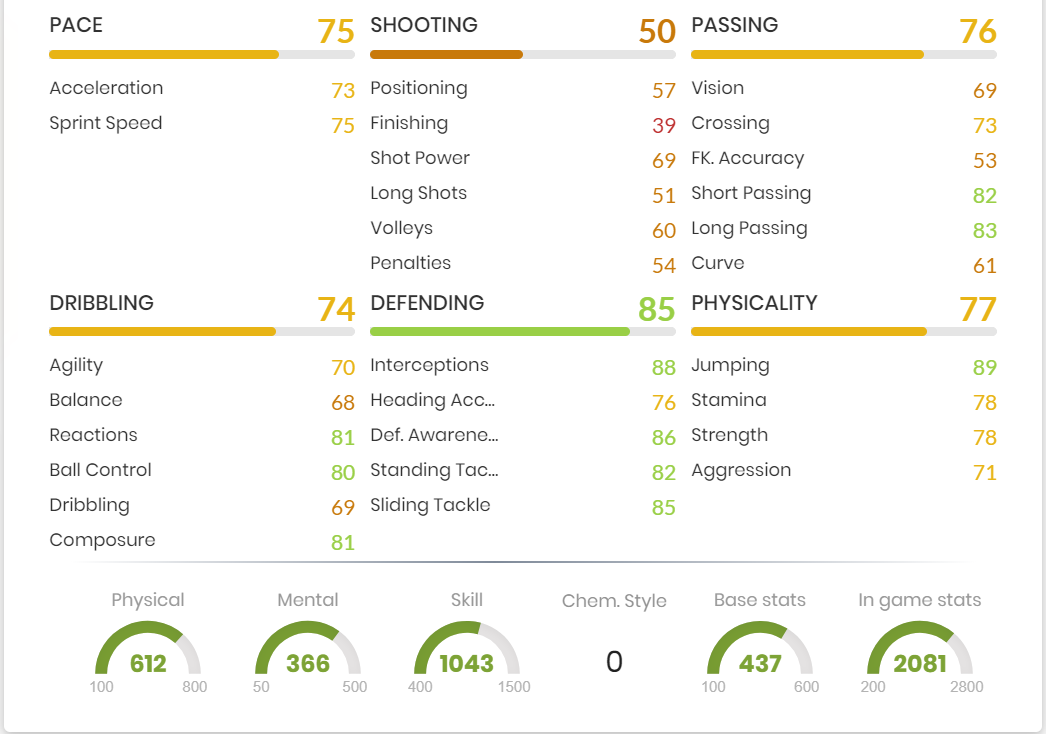 PACE 75
Acceleration 73
Sprint Speed 75
SHOOTING 50
Positioning 57
Finishing 39
Shot Power 69
Long Shots 51
Volleys 60
Penalties 54
PASSING 76
Vision 69
Crossing 73
FK. Accuracy 53
Short Passing 82
Long Passing 83
Curve 61
DRIBBLING 74
Agility 70
Balance 68
Reactions 81
Ball Control 80
Dribbling 69
Composure 81
DEFENDING 85
Interceptions 88
Heading Acc... 76
Def. Awarene... 86
Standing Tac... 82
Sliding Tackle 85
PHYSICALITY 77
Jumping 89
Stamina 78
Strength 78
Aggression 71
Physical
612
100 800
Mental
366
50 500
Skill
1043
400 1500
Chem. Style
0
Base stats
437
100 600
In game stats
2081
200 2800